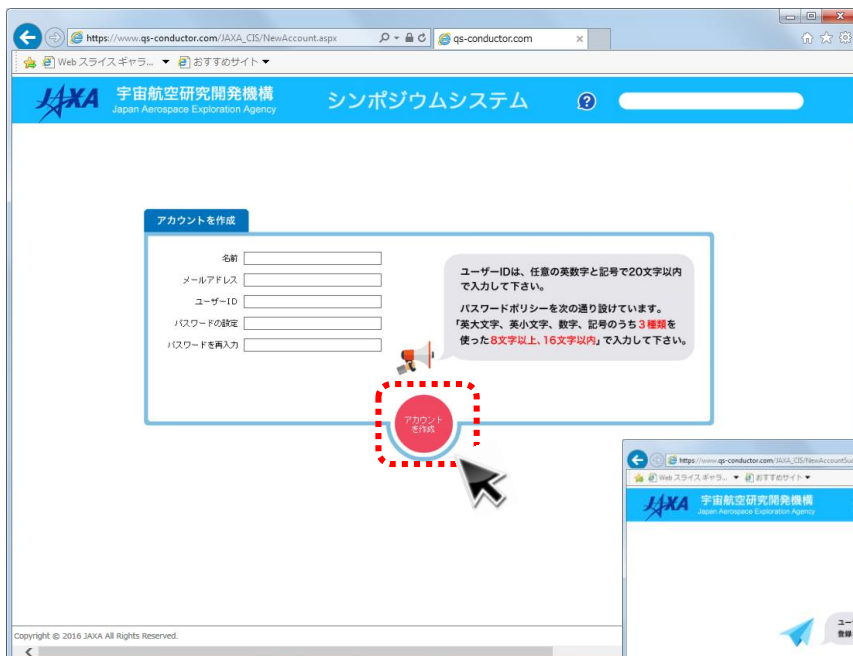 https://www.qs-conductor.com/JAXA_CIS/NewAccount.aspx
qs-conductor.com
Web スライス ギャラ... ▼ おすすめサイト ▼
JAXA 宇宙航空研究開発機構
Japan Aerospace Exploration Agency
シンポジウムシステム
?
アカウントを作成
名前
メールアドレス
ユーザーID
パスワードの設定
パスワードを再入力
ユーザーIDは、任意の英数字と記号で20文字以内
で入力して下さい。
パスワードポリシーを次の通り設けています。
「英大文字、英小文字、数字、記号のうち3種類を
使った8文字以上、16文字以内」で入力して下さい。
アカウント
を作成
Copyright © 2016 JAXA All Rights Reserved.
https://www.qs-conductor.com/JAXA_CIS/NewAccountSuc
Web スライス ギャラ... ▼ おすすめサイト ▼
JAXA 宇宙航空研究開発機構
Japan Aerospace Exploration Agency
ユー
登録